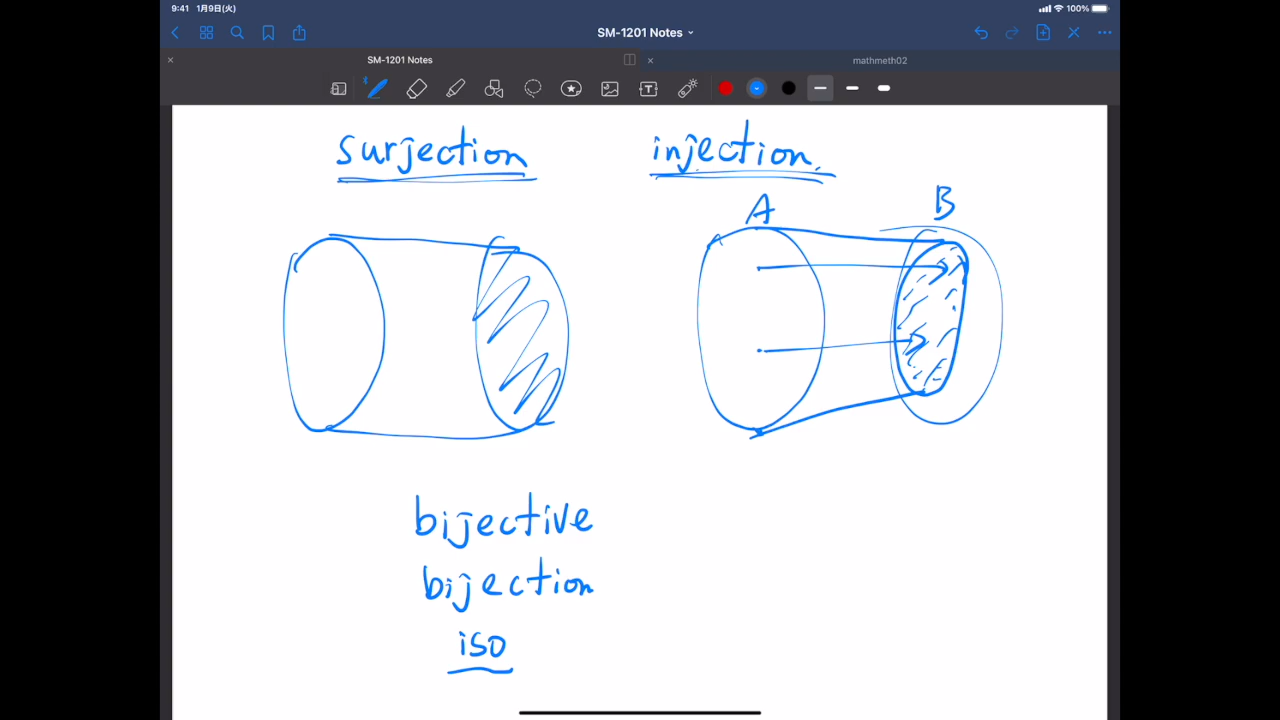 9:41 1月9日(火) 100%
SM-1201 Notes
SM-1201 Notes mathmeth02
surjection injection.
A B
bijective
bijection
iso